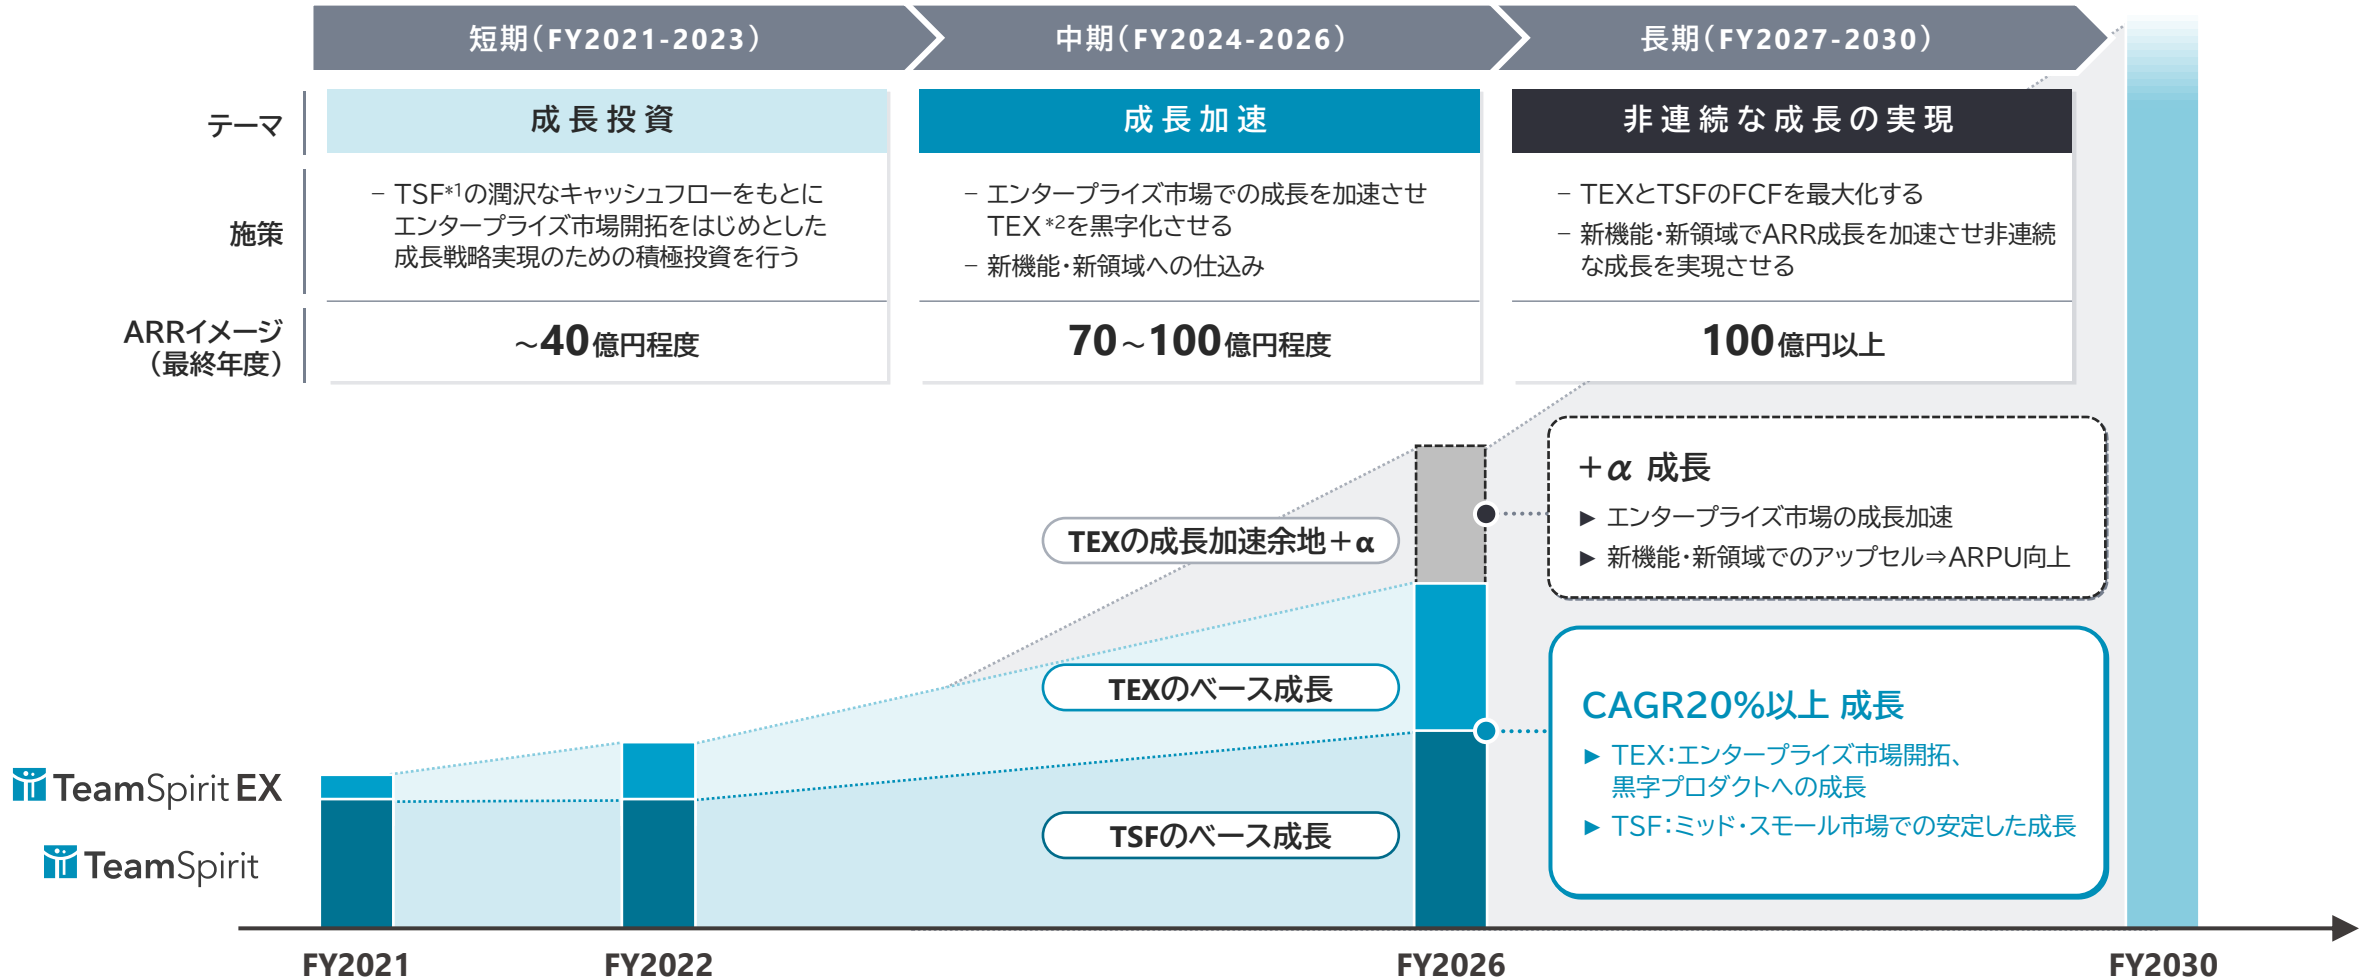 短期（FY2021-2023）
中期（FY2024-2026）
長期（FY2027-2030）
テーマ
成長投資
成長加速
非連続な成長の実現
施策
– TSF*1の潤沢なキャッシュフローをもとに
エンタープライズ市場開拓をはじめとした
成長戦略実現のための積極投資を行う
– エンタープライズ市場での成長を加速させ
TEX*2を黒字化させる
– 新機能・新領域への仕込み
– TEXとTSFのFCFを最大化する
– 新機能・新領域でARR成長を加速させ非連続
な成長を実現させる
ARRイメージ
（最終年度）
～40億円程度
70～100億円程度
100億円以上
+α 成長
► エンタープライズ市場の成長加速
► 新機能・新領域でのアップセル⇒ARPU向上
TEXの成長加速余地＋α
TEXのベース成長
TSFのベース成長
CAGR20%以上 成長
► TEX：エンタープライズ市場開拓、
黒字プロダクトへの成長
► TSF：ミッド・スモール市場での安定した成長
TeamSpirit EX
TeamSpirit
FY2021
FY2022
FY2026
FY2030